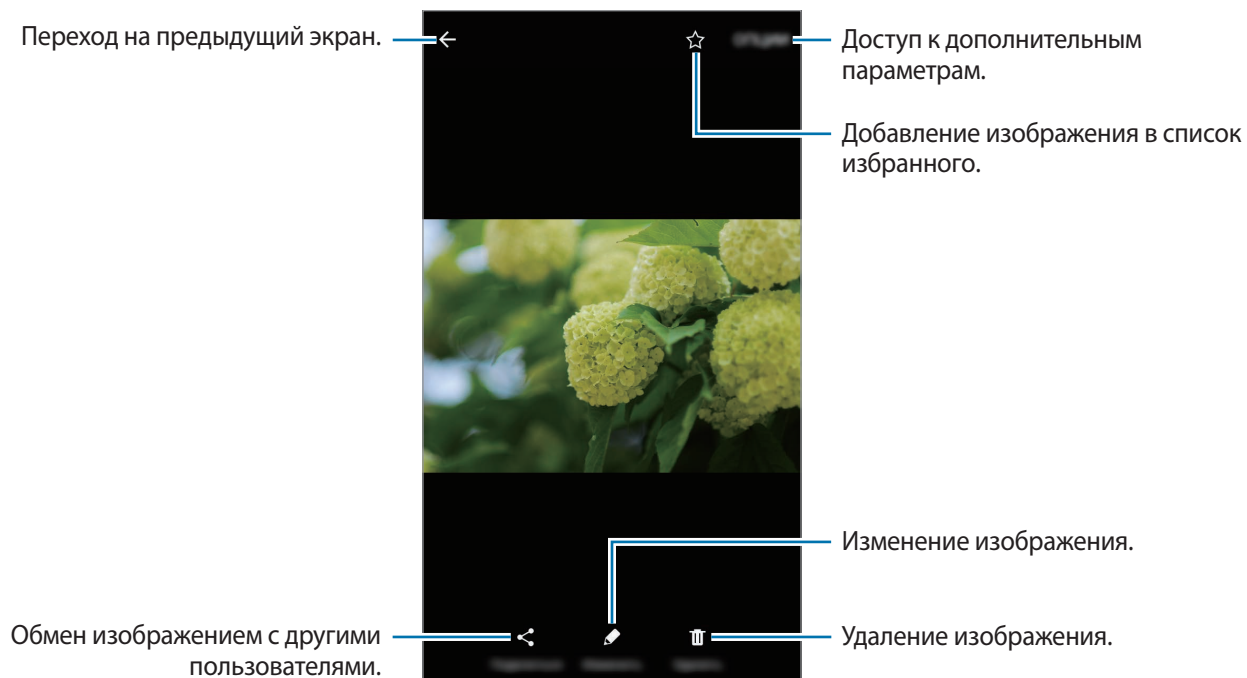 Переход на предыдущий экран.
Доступ к дополнительным
параметрам.
Добавление изображения в список
избранного.
Изменение изображения.
Обмен изображением с другими
пользователями.
Удаление изображения.